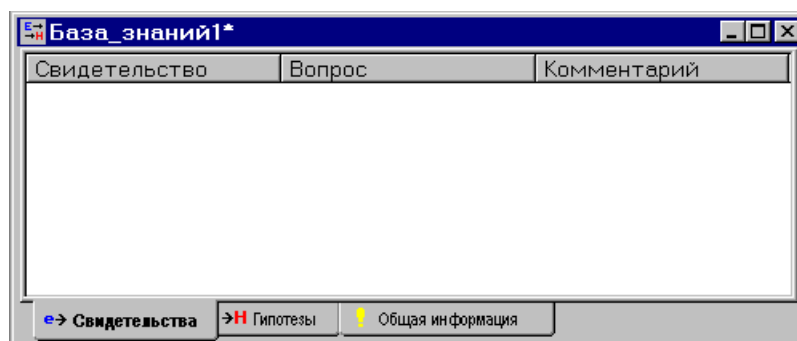 База_знаний1*
Свидетельство Вопрос Комментарий
e→ Свидетельства →H Гипотезы Общая информация